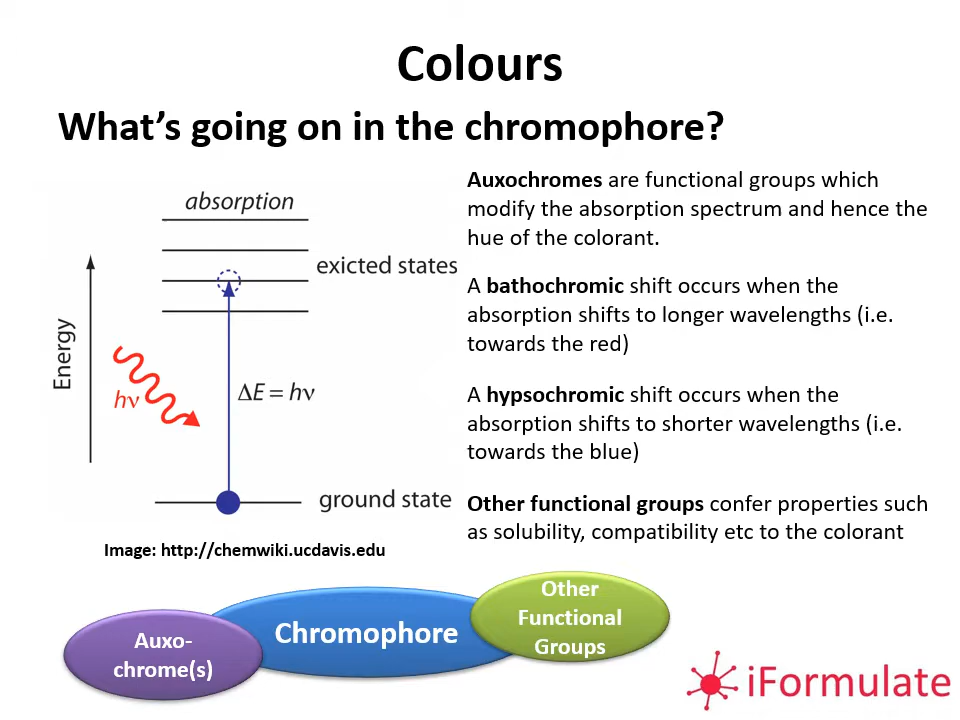 Colours
What's going on in the chromophore?
absorption
exicted states
Energy
hν
ΔE = hν
ground state
Image: http://chemwiki.ucdavis.edu
Auxochromes are functional groups which
modify the absorption spectrum and hence the
hue of the colorant.
A bathochromic shift occurs when the
absorption shifts to longer wavelengths (i.e.
towards the red)
A hypsochromic shift occurs when the
absorption shifts to shorter wavelengths (i.e.
towards the blue)
Other functional groups confer properties such
as solubility, compatibility etc to the colorant
Auxo-
chrome(s)
Chromophore
Other
Functional
Groups
iFormulate